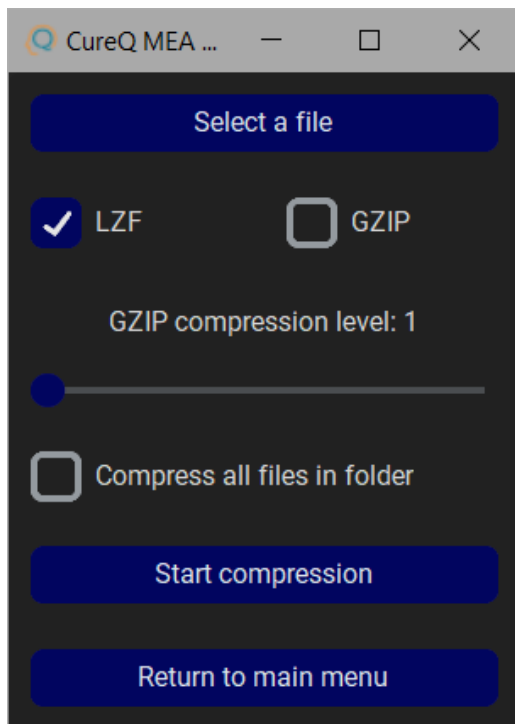 CureQ MEA ...
Select a file
LZF
GZIP
GZIP compression level: 1
Compress all files in folder
Start compression
Return to main menu